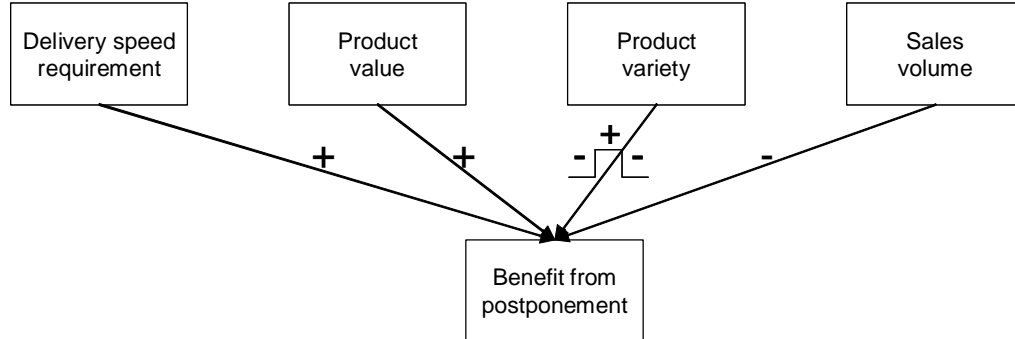 Delivery speed
requirement
Product
value
Product
variety
Sales
volume
+
+
+
-
-
-
Benefit from
postponement